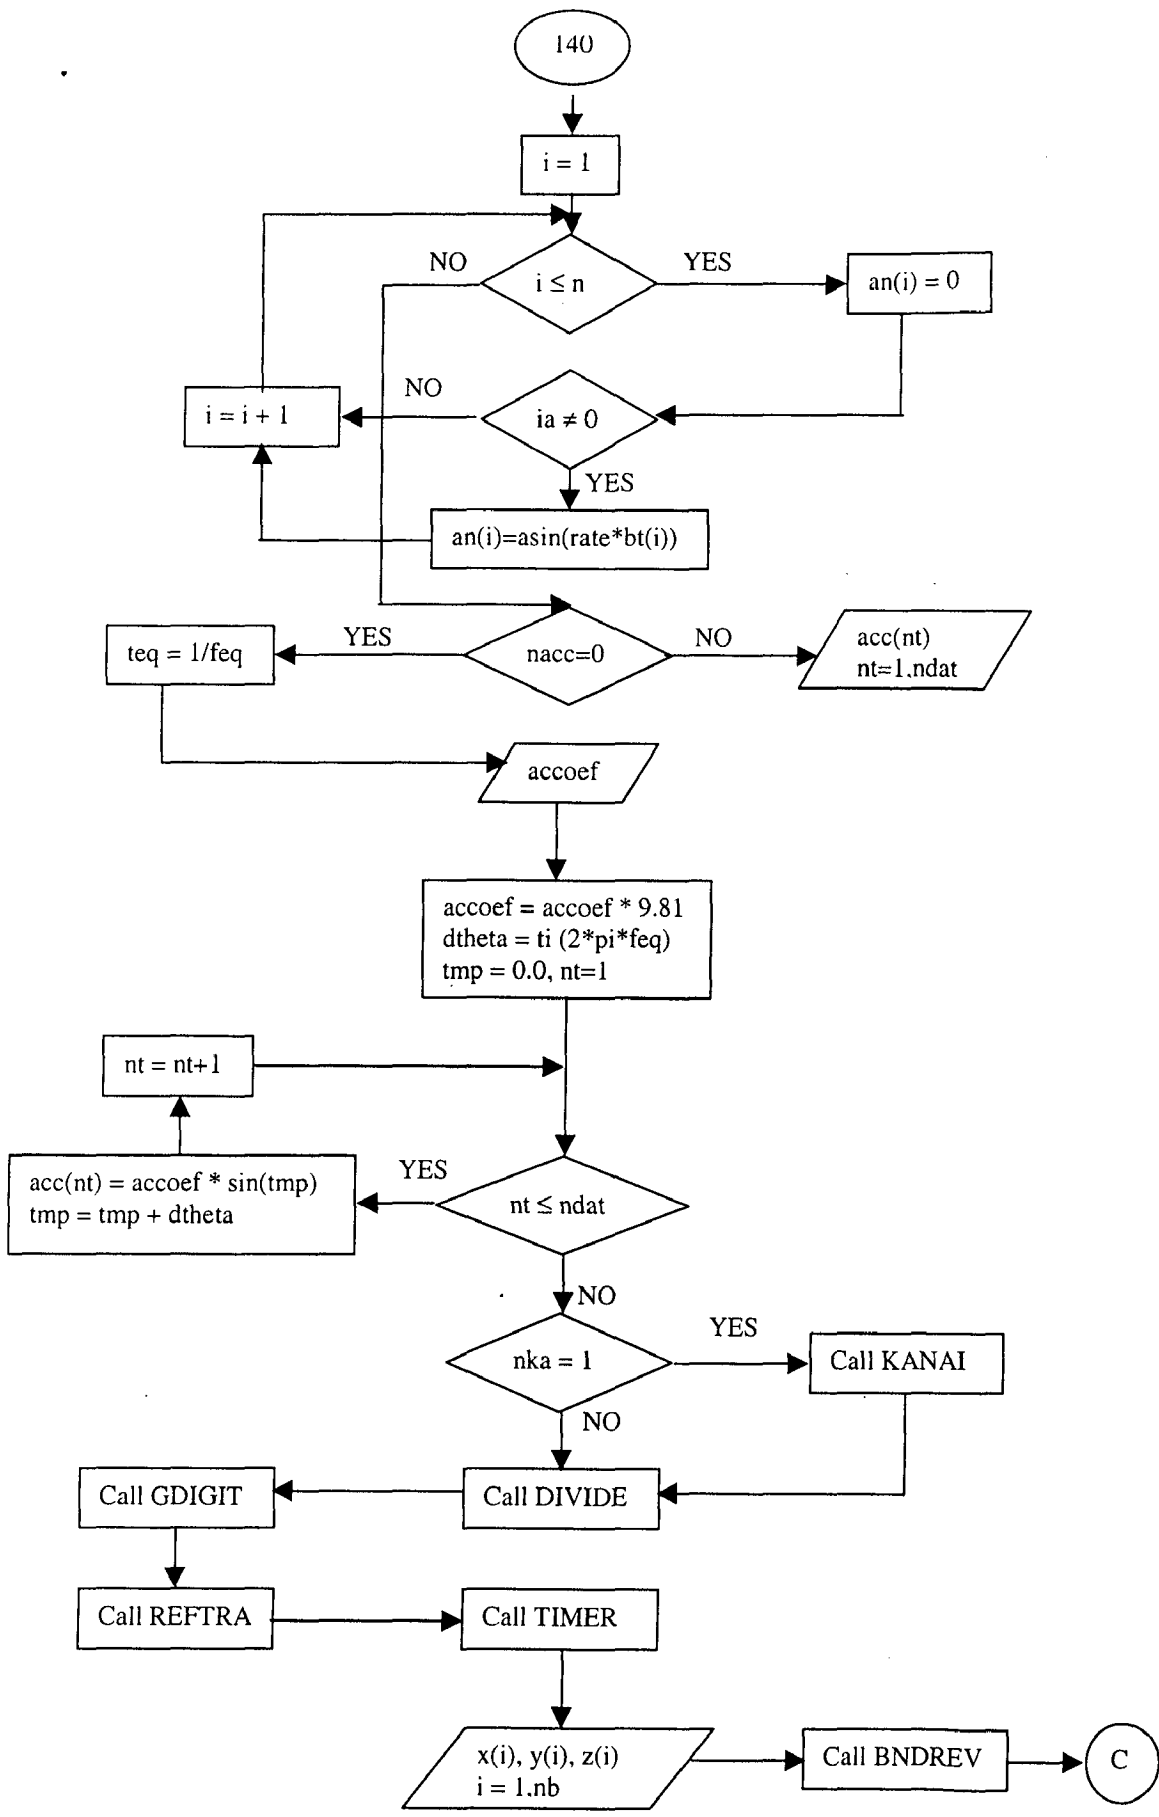 140
i = 1
NO
YES
i ≤ n
an(i) = 0
NO
i = i + 1
ia ≠ 0
YES
an(i)=asin(rate*bt(i))
YES
NO
teq = 1/feq
nacc=0
acc(nt)
nt=1,ndat
accoef
accoef = accoef * 9.81
dtheta = ti (2*pi*feq)
tmp = 0.0, nt=1
nt = nt+1
YES
acc(nt) = accoef * sin(tmp)
tmp = tmp + dtheta
nt ≤ ndat
NO
YES
nka = 1
Call KANAI
NO
Call GDIGIT
Call DIVIDE
Call REFTRA
Call TIMER
x(i), y(i), z(i)
i = 1,nb
Call BNDREV
C